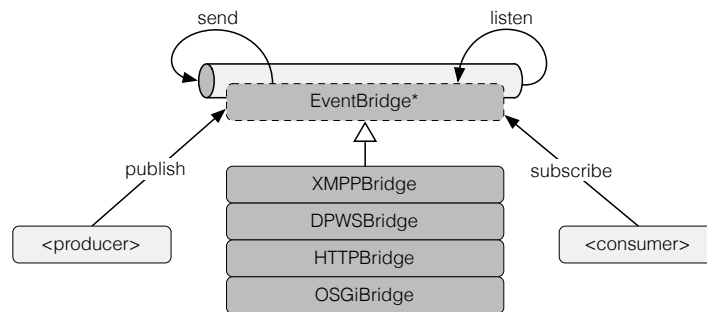 send
listen
EventBridge*
publish
subscribe
XMPPBridge
<producer>
DPWSBridge
<consumer>
HTTPBridge
OSGiBridge